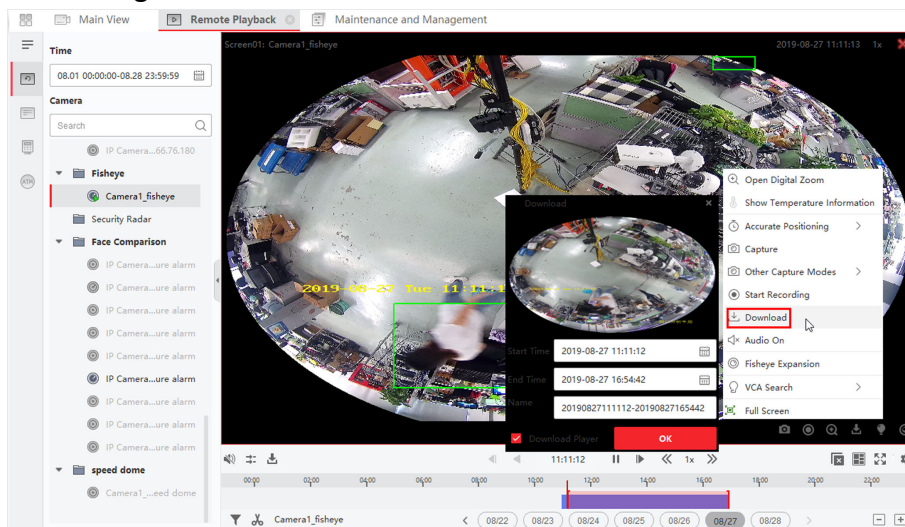 Main View
Remote Playback
Maintenance and Management
Time
08.01 00:00:00-08.28 23:59:59
Camera
Search
IP Camera...66.76.180
Fisheye
Camera1_fisheye
Security Radar
Face Comparison
IP Camera...ure alarm
IP Camera...ure alarm
IP Camera...ure alarm
IP Camera...ure alarm
IP Camera...ure alarm
IP Camera...ure alarm
IP Camera...ure alarm
IP Camera...ure alarm
IP Camera...ure alarm
speed dome
Camera1_...eed dome
ATM
Screen01: Camera1_fisheye
2019-08-27 11:11:13 1x
2019-08-27 Tue 11:11:1
Download
Start Time
2019-08-27 11:11:12
End Time
2019-08-27 16:54:42
Name
20190827111112-20190827165442
Download Player
OK
Open Digital Zoom
Show Temperature Information
Accurate Positioning
Capture
Other Capture Modes
Start Recording
Download
Audio On
Fisheye Expansion
VCA Search
Full Screen
11:11:12
1x
00:00 02:00 04:00 06:00 08:00 10:00 12:00 14:00 16:00 18:00 20:00 22:00
Camera1_fisheye
08/22 08/23 08/24 08/25 08/26 08/27 08/28